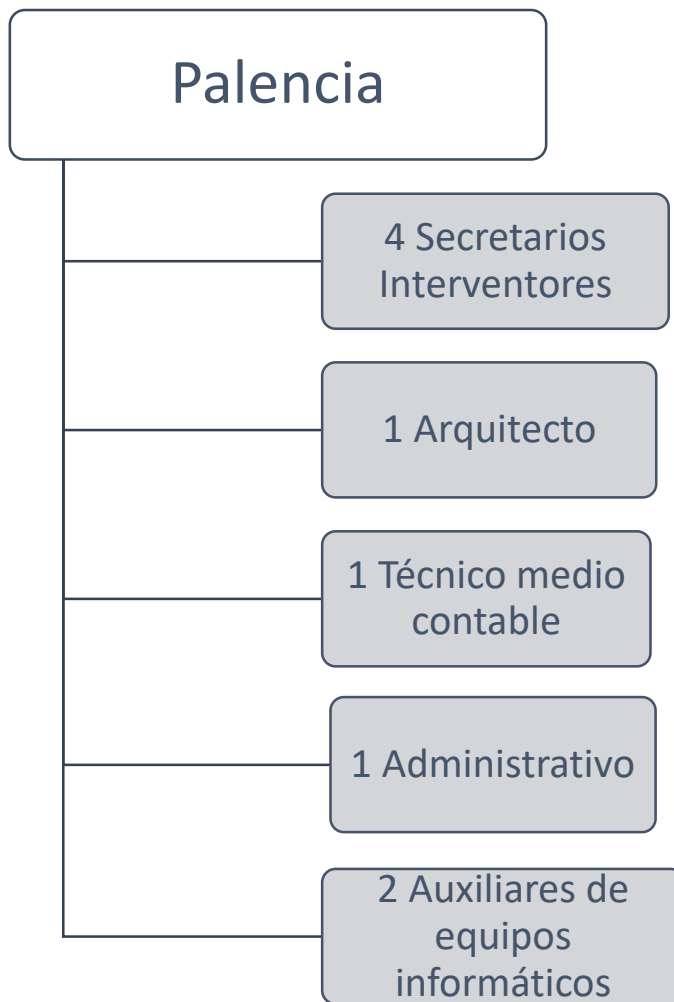 Palencia
4 Secretarios
Interventores
1 Arquitecto
1 Técnico medio
contable
1 Administrativo
2 Auxiliares de
equipos
informáticos